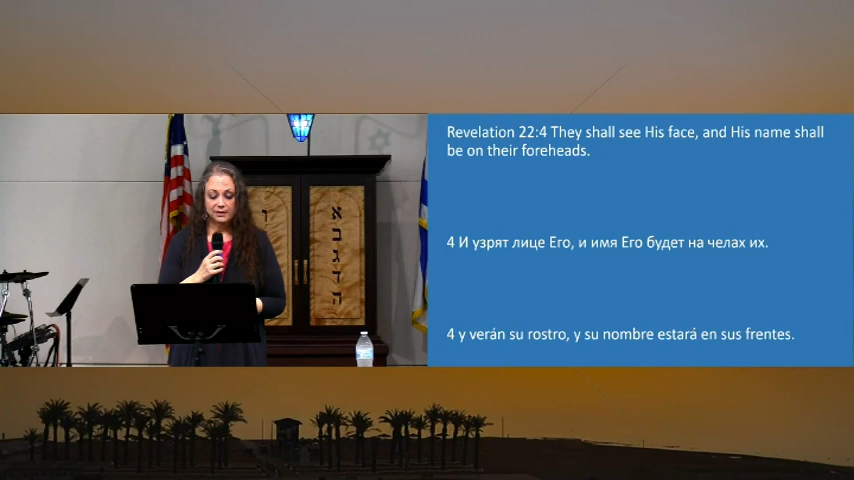 Revelation 22:4 They shall see His face, and His name shall
be on their foreheads.
4 И узрят лице Его, и имя Его будет на челах их.
4 y verán su rostro, y su nombre estará en sus frentes.
ו
א
ב
ג
ד
ה